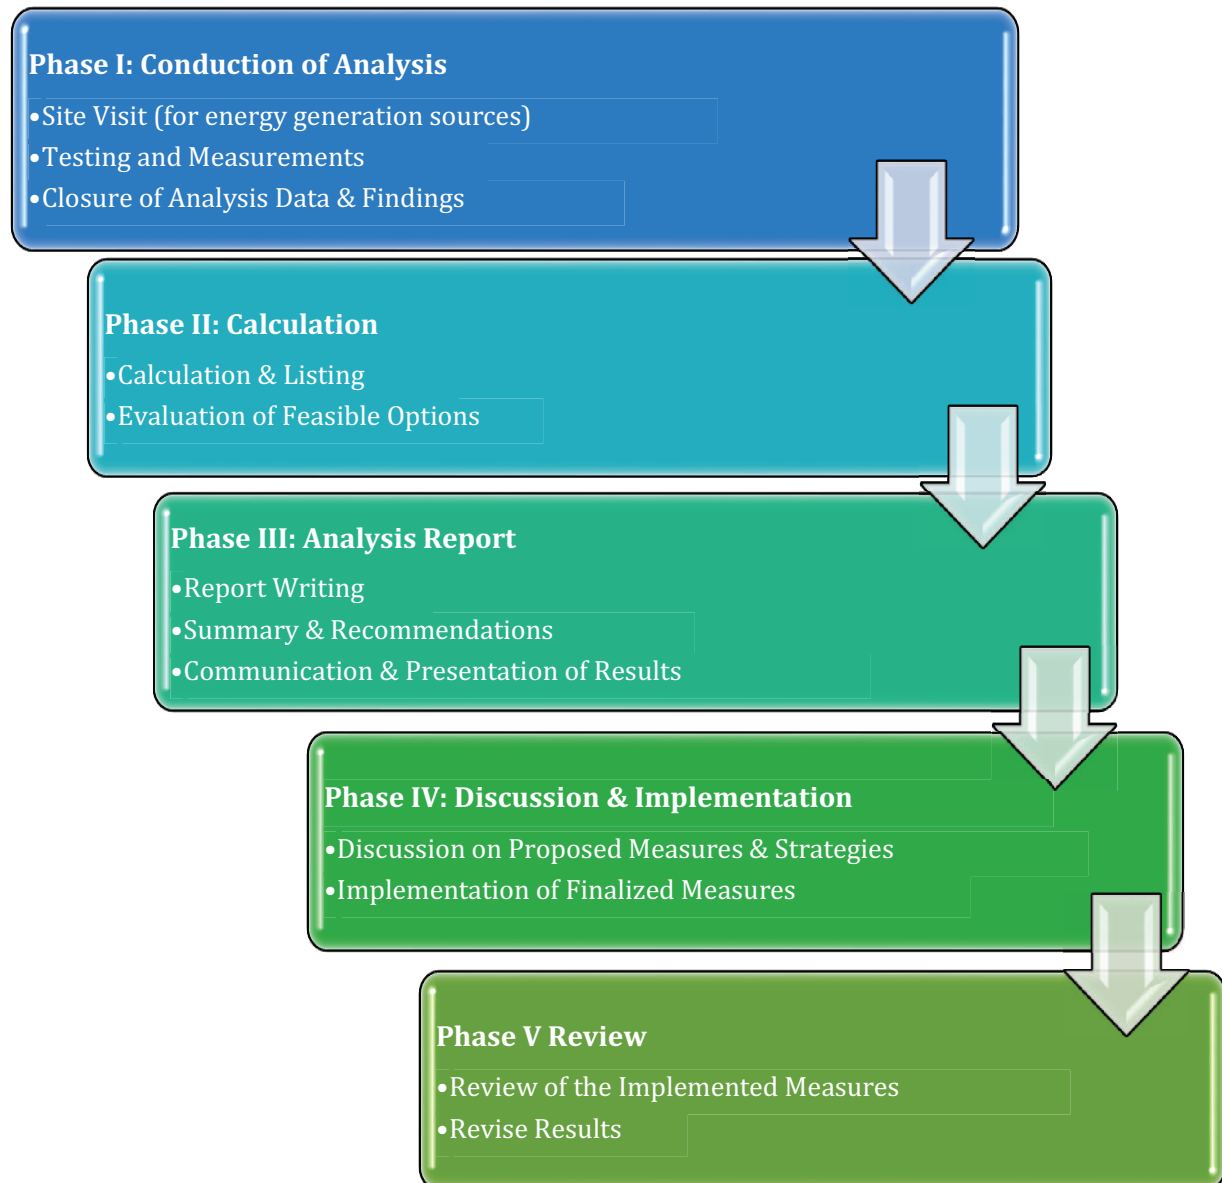 Phase I: Conduction of Analysis
•Site Visit (for energy generation sources)
•Testing and Measurements
•Closure of Analysis Data & Findings
Phase II: Calculation
•Calculation & Listing
•Evaluation of Feasible Options
Phase III: Analysis Report
•Report Writing
•Summary & Recommendations
•Communication & Presentation of Results
Phase IV: Discussion & Implementation
•Discussion on Proposed Measures & Strategies
•Implementation of Finalized Measures
Phase V Review
•Review of the Implemented Measures
•Revise Results